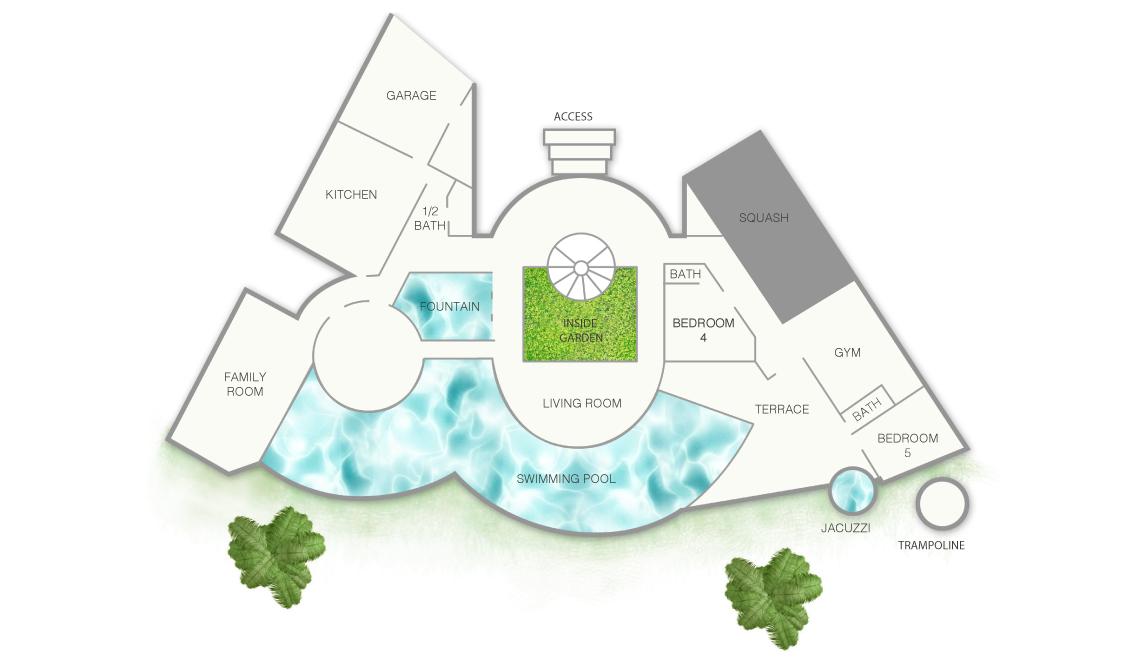 GARAGE
ACCESS
KITCHEN
1/2
BATH
SQUASH
BATH
FOUNTAIN
INSIDE
GARDEN
BEDROOM
4
GYM
FAMILY
ROOM
LIVING ROOM
TERRACE
BATH
BEDROOM
5
SWIMMING POOL
JACUZZI
TRAMPOLINE